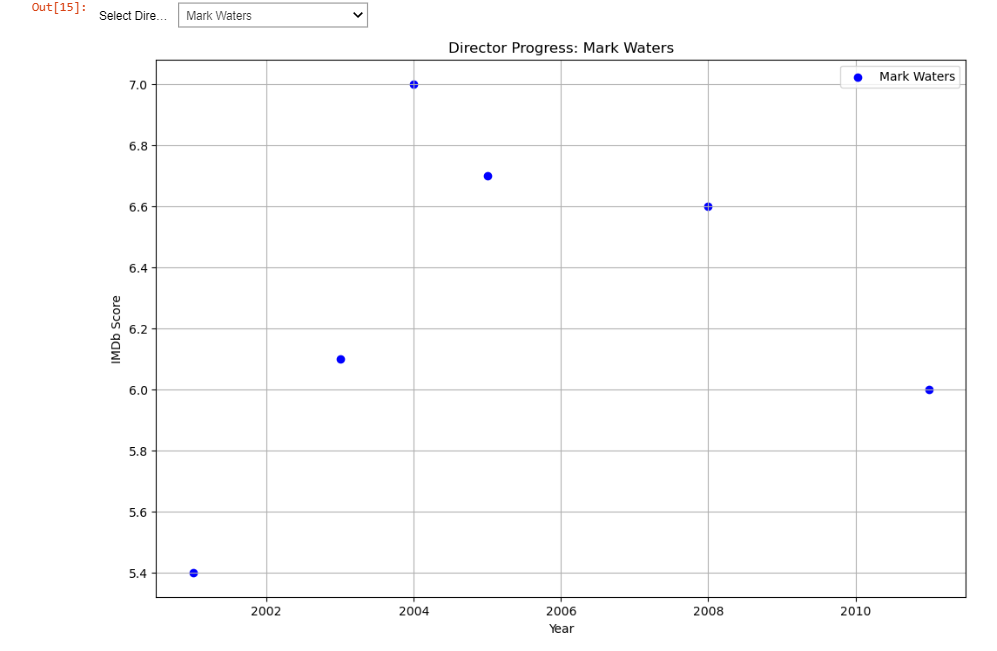 Out[15]:
Select Dire... Mark Waters
Director Progress: Mark Waters
Mark Waters
7.0
6.8
6.6
6.4
6.2
6.0
5.8
5.6
5.4
IMDb Score
2002 2004 2006 2008 2010
Year